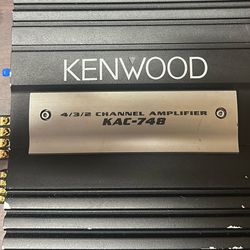 KENWOOD
4/3/2 CHANNEL AMPLIFIER
KAC-748